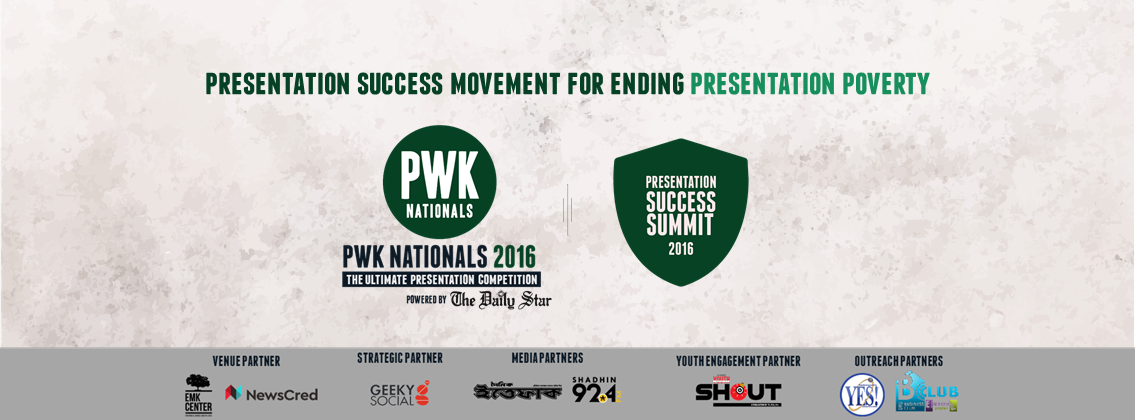 PRESENTATION SUCCESS MOVEMENT FOR ENDING PRESENTATION POVERTY
PWK
NATIONALS
PWK NATIONALS 2016
THE ULTIMATE PRESENTATION COMPETITION
POWERED BY The Daily Star
PRESENTATION
SUCCESS
SUMMIT
2016
VENUE PARTNER
EMK
CENTER
NewsCred
STRATEGIC PARTNER
GEEKY
SOCIAL
MEDIA PARTNERS
দৈনিক
ইত্তেফাক
SHADHIN
92.4
YOUTH ENGAGEMENT PARTNER
SHOUT
OUTREACH PARTNERS
YES!
CLUB